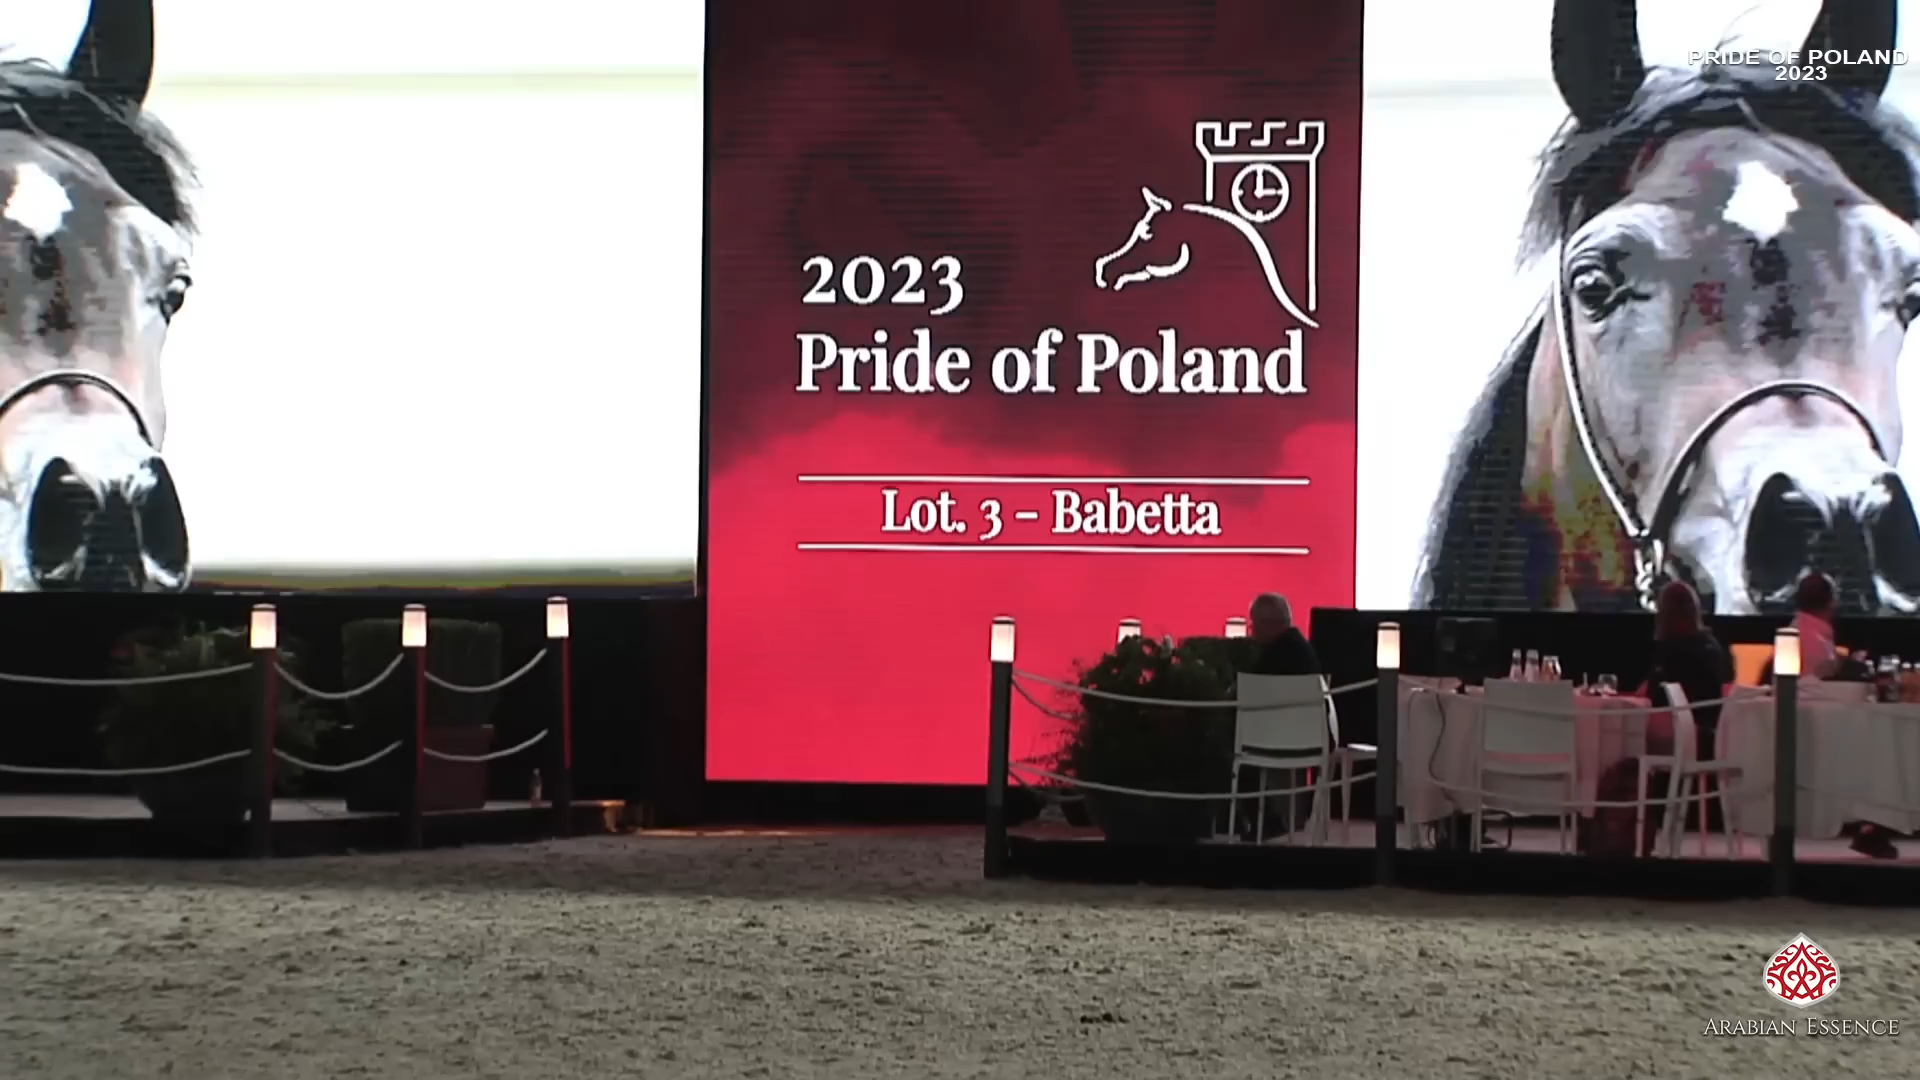 PRIDE OF POLAND
2023
2023
Pride of Poland
Lot. 3 - Babetta
ARABIAN ESSENCE